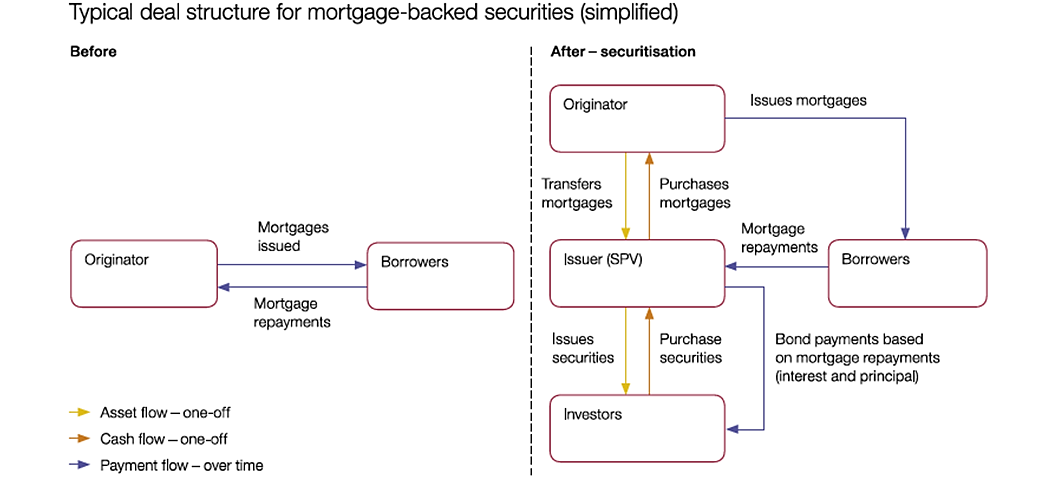 Typical deal structure for mortgage-backed securities (simplified)
Before
Mortgages
issued
Originator
Borrowers
Mortgage
repayments
Asset flow – one-off
Cash flow – one-off
Payment flow – over time
After – securitisation
Originator
Issues mortgages
Transfers
mortgages
Purchases
mortgages
Mortgage
repayments
Issuer (SPV)
Borrowers
Issues
securities
Purchase
securities
Bond payments based
on mortgage repayments
(interest and principal)
Investors